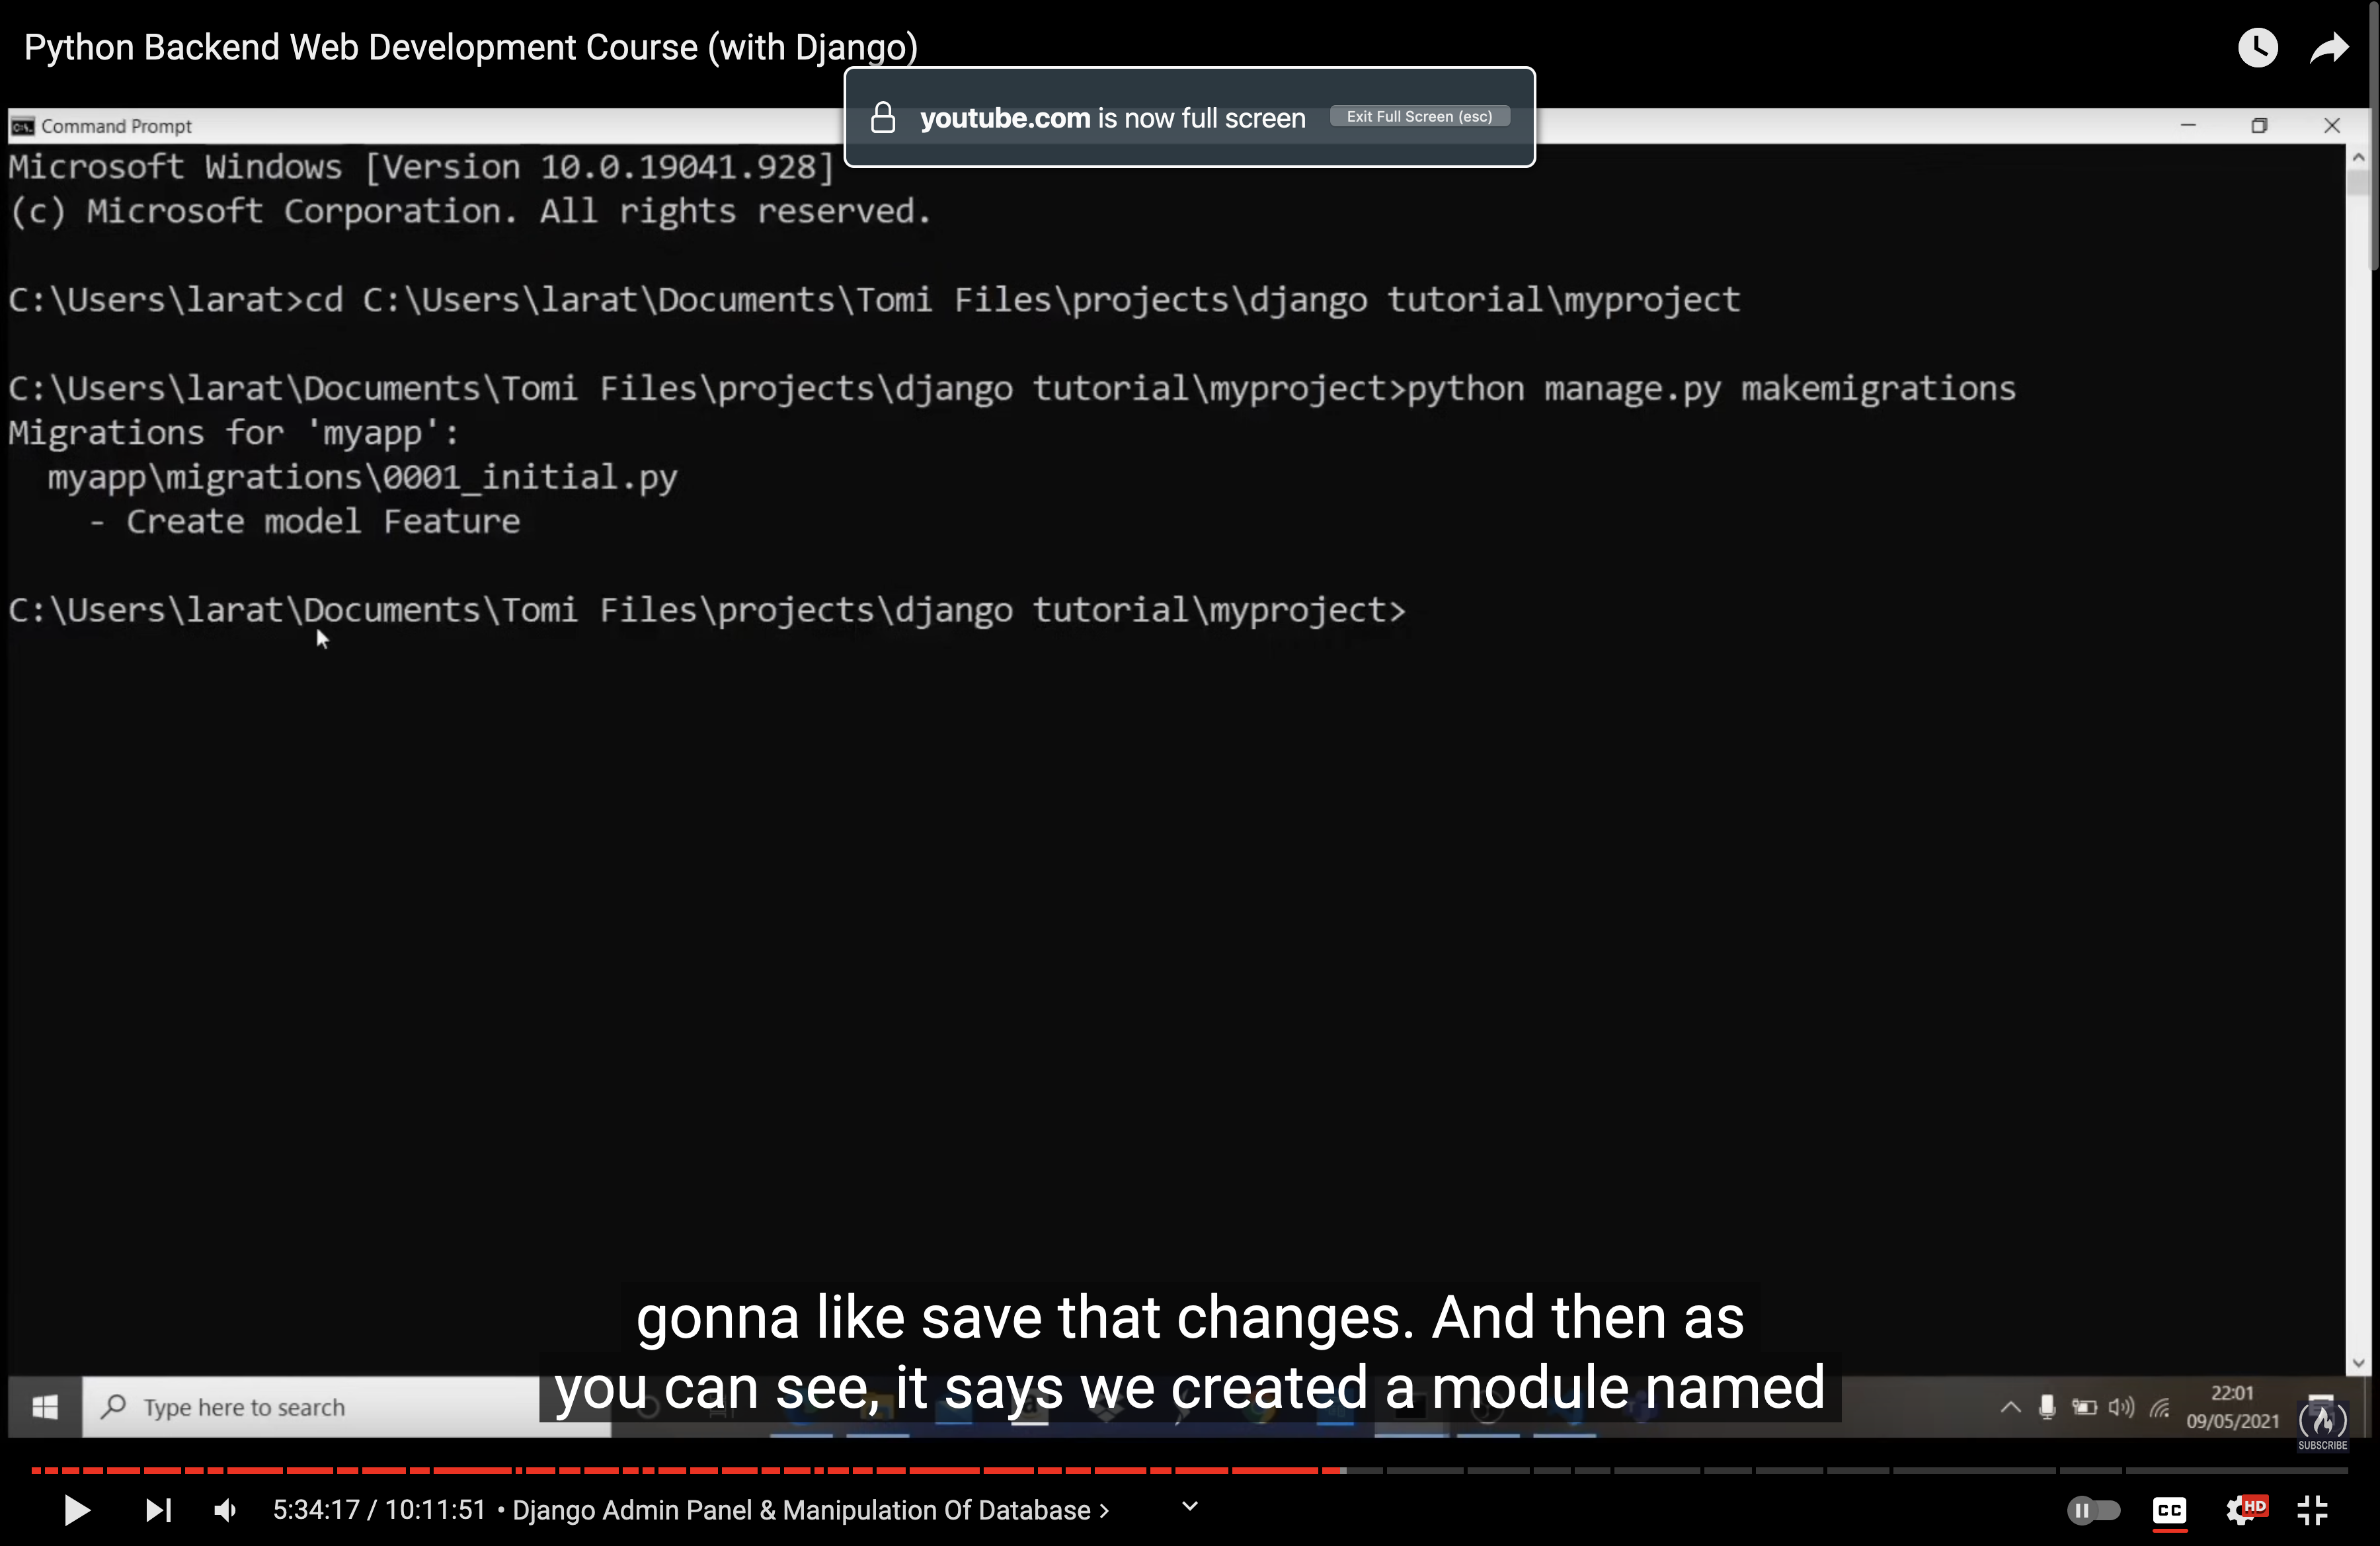 Python Backend Web Development Course (with Django)
youtube.com is now full screen
Exit Full Screen (esc)
Command Prompt
Microsoft Windows [Version 10.0.19041.928]
(c) Microsoft Corporation. All rights reserved.
C:\Users\larat>cd C:\Users\larat\Documents\Tomi Files\projects\django tutorial\myproject
C:\Users\larat\Documents\Tomi Files\projects\django tutorial\myproject>python manage.py makemigrations
Migrations for 'myapp':
myapp\migrations\0001_initial.py
- Create model Feature
C:\Users\larat\Documents\Tomi Files\projects\django tutorial\myproject>
gonna like save that changes. And then as
you can see, it says we created a module named
Type here to search
22:01
09/05/2021
SUBSCRIBE
5:34:17 / 10:11:51 • Django Admin Panel & Manipulation Of Database >
CC
HD